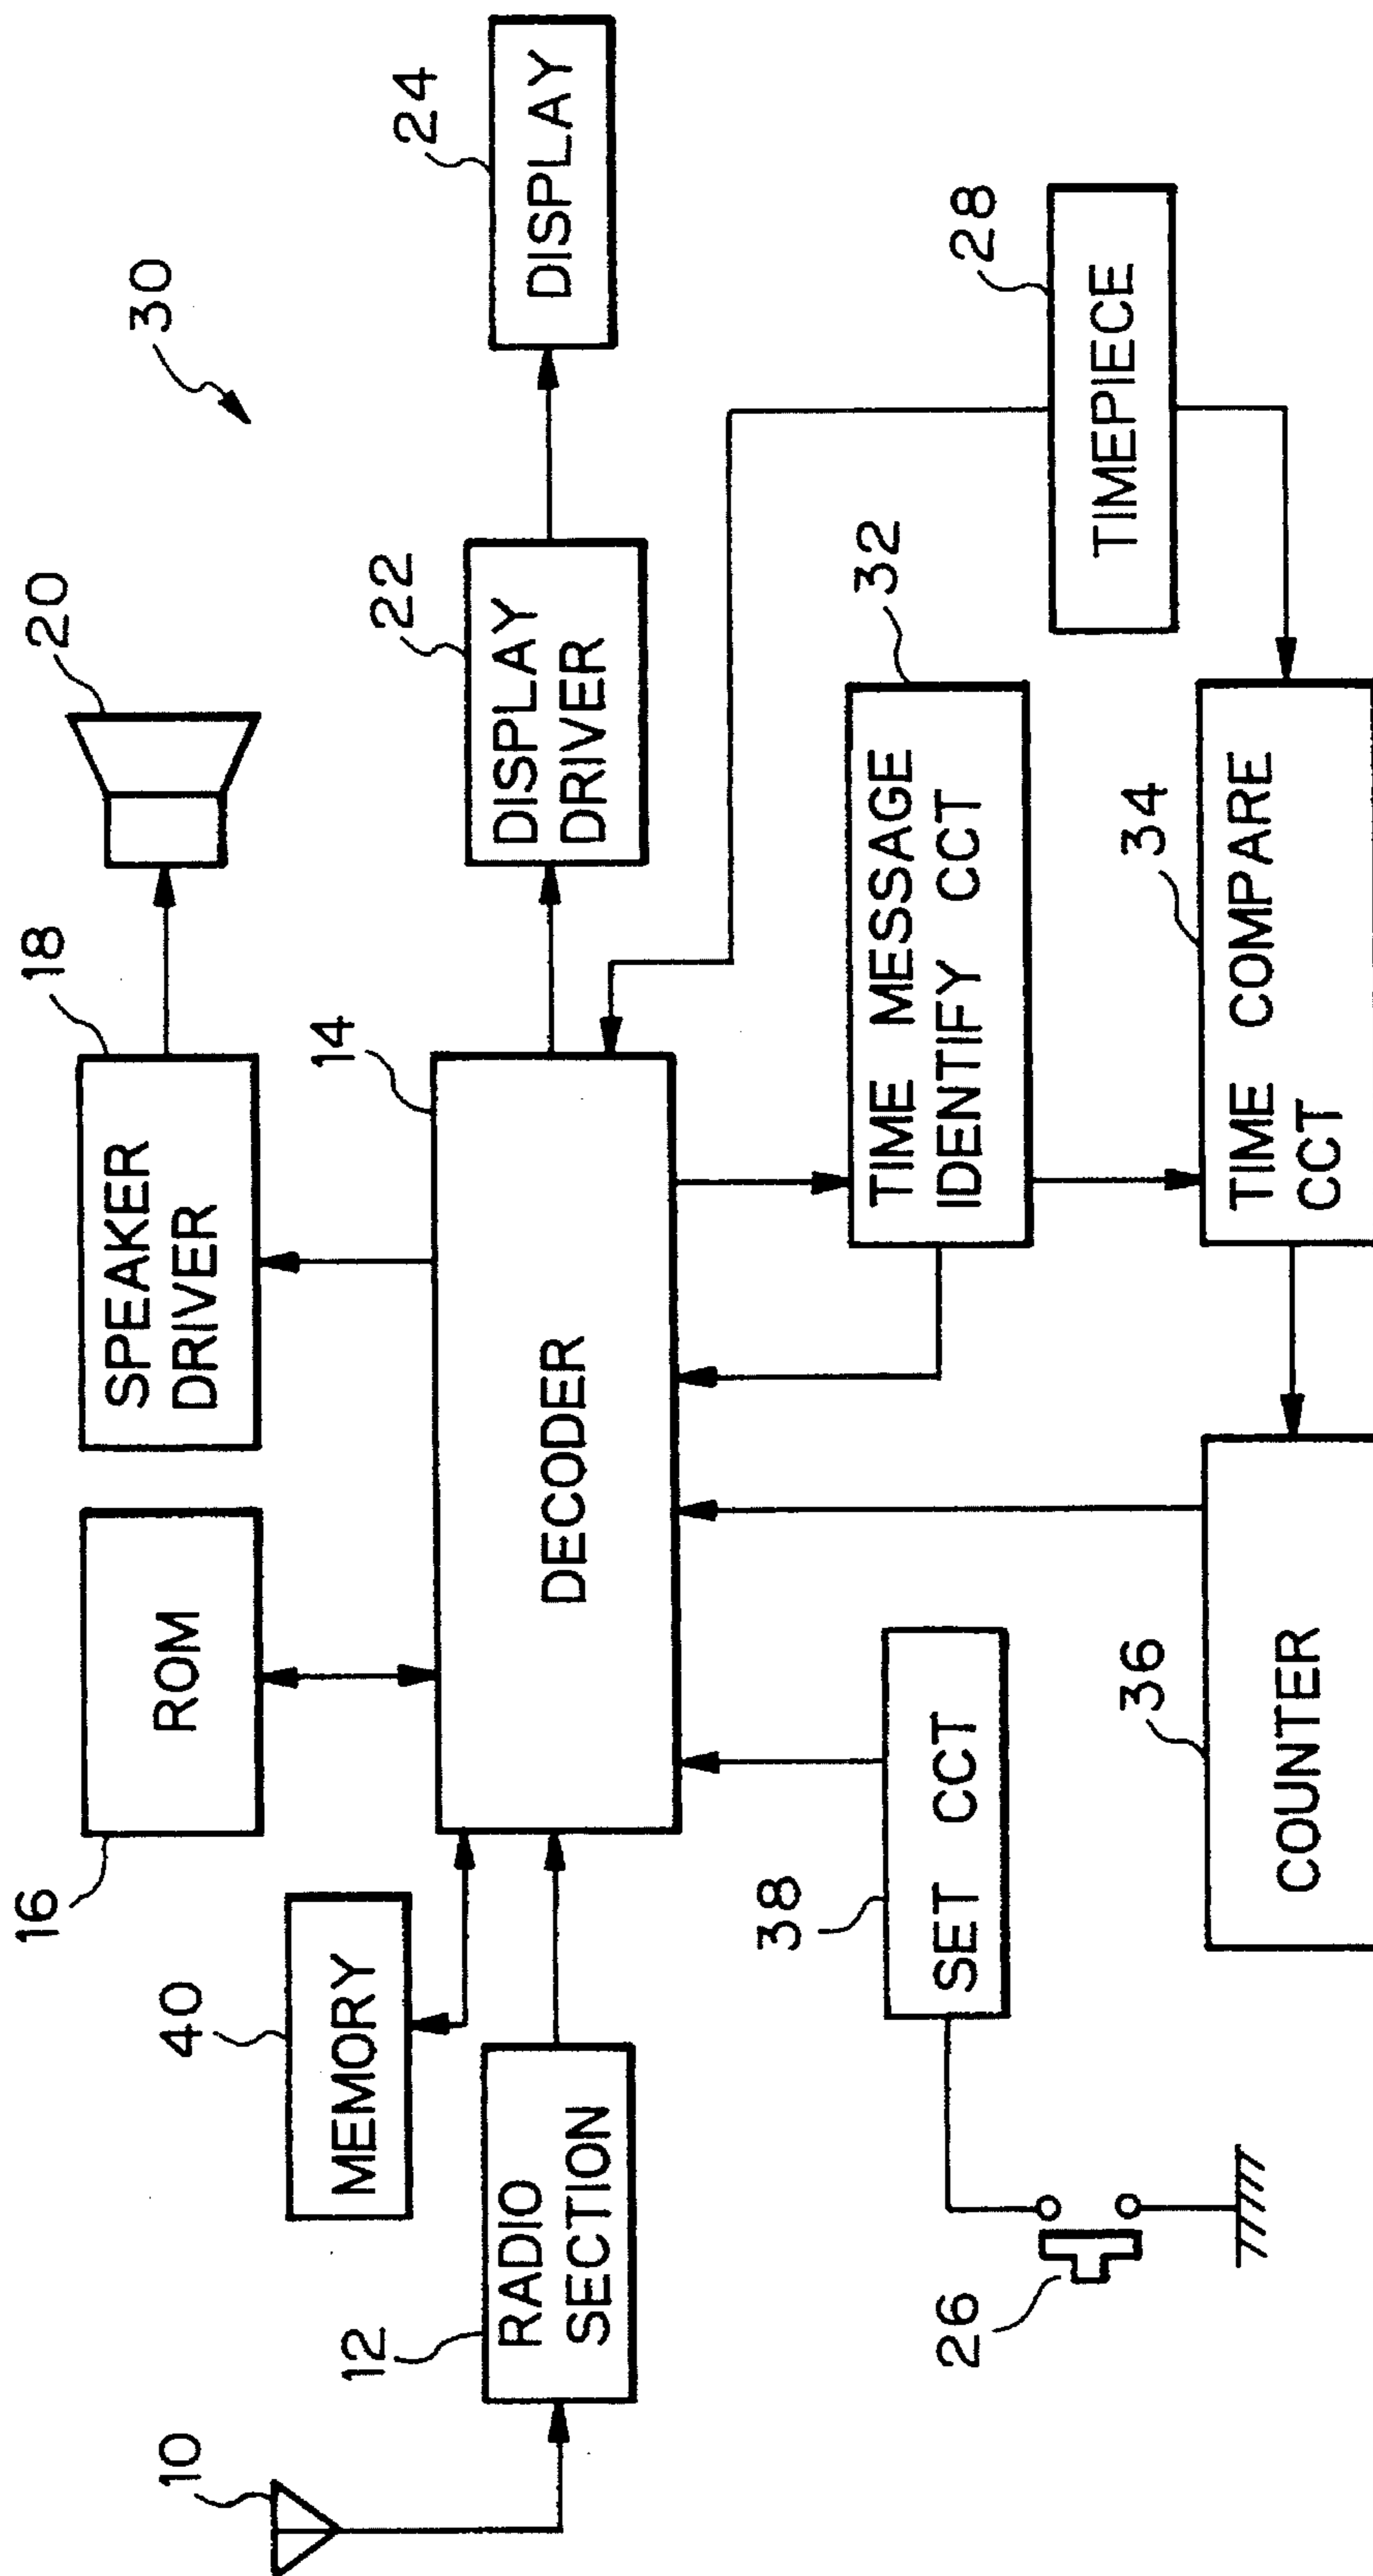 30
10
12
RADIO
SECTION
40
MEMORY
16
ROM
14
DECODER
18
SPEAKER
DRIVER
20
22
DISPLAY
DRIVER
24
DISPLAY
26
38
SET CCT
32
TIME MESSAGE
IDENTIFY CCT
28
TIMEPIECE
36
COUNTER
34
TIME COMPARE
CCT